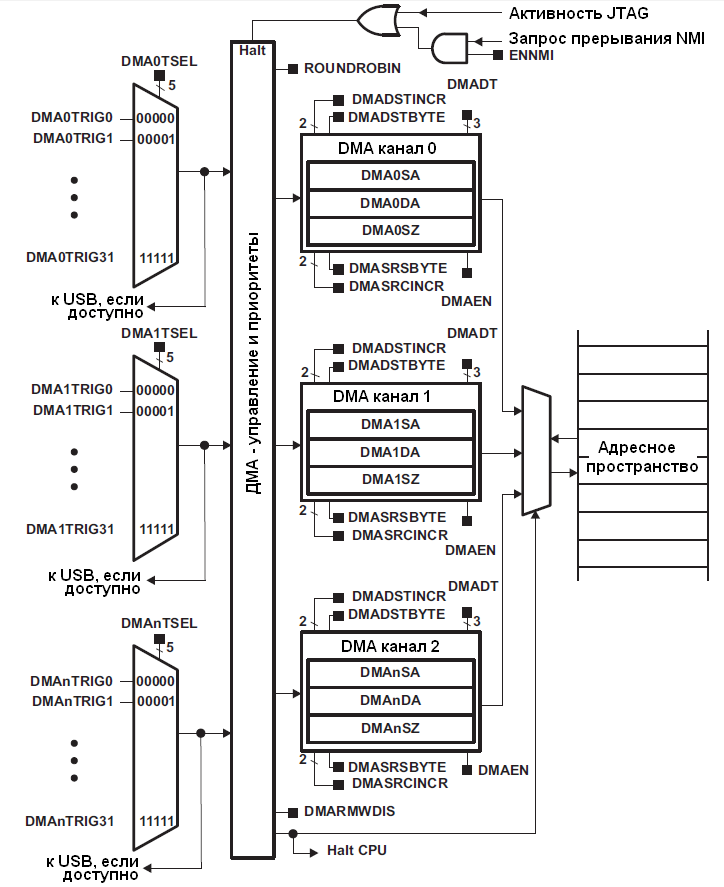 Активность JTAG
Запрос прерывания NMI
ENNMI
Halt
ROUNDROBIN
DMA0TSEL
5
DMA0TRIG0
00000
DMA0TRIG1
00001
DMA0TRIG31
11111
к USB, если
доступно
DMADT
DMADSTINCR
2
DMADSTBYTE
3
DMA канал 0
DMA0SA
DMA0DA
DMA0SZ
2
DMASRSBYTE
DMASRCINCR
DMAEN
ДМА - управление и приоритеты
DMA1TSEL
5
DMA1TRIG0
00000
DMA1TRIG1
00001
DMA1TRIG31
11111
к USB, если
доступно
DMADT
DMADSTINCR
2
DMADSTBYTE
3
DMA канал 1
DMA1SA
DMA1DA
DMA1SZ
2
DMASRSBYTE
DMASRCINCR
DMAEN
Адресное
пространство
DMAnTSEL
5
DMAnTRIG0
00000
DMAnTRIG1
00001
DMAnTRIG31
11111
к USB, если
доступно
DMADT
DMADSTINCR
2
DMADSTBYTE
3
DMA канал 2
DMAnSA
DMAnDA
DMAnSZ
2
DMASRSBYTE
DMASRCINCR
DMAEN
DMARMWDIS
Halt CPU